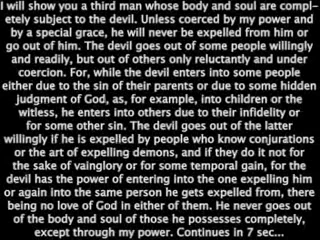 I will show you a third man whose body and soul are compl-
etely subject to the devil. Unless coerced by my power and
by a special grace, he will never be expelled from him or
go out of him. The devil goes out of some people willingly
and readily, but out of others only reluctantly and under
coercion. For, while the devil enters into some people
either due to the sin of their parents or due to some hidden
judgment of God, as, for example, into children or the
witless, he enters into others due to their infidelity or
for some other sin. The devil goes out of the latter
willingly if he is expelled by people who know conjurations
or the art of expelling demons, and if they do it not for
the sake of vainglory or for some temporal gain, for the
devil has the power of entering into the one expelling him
or again into the same person he gets expelled from, there
being no love of God in either of them. He never goes out
of the body and soul of those he possesses completely,
except through my power. Continues in 7 sec...